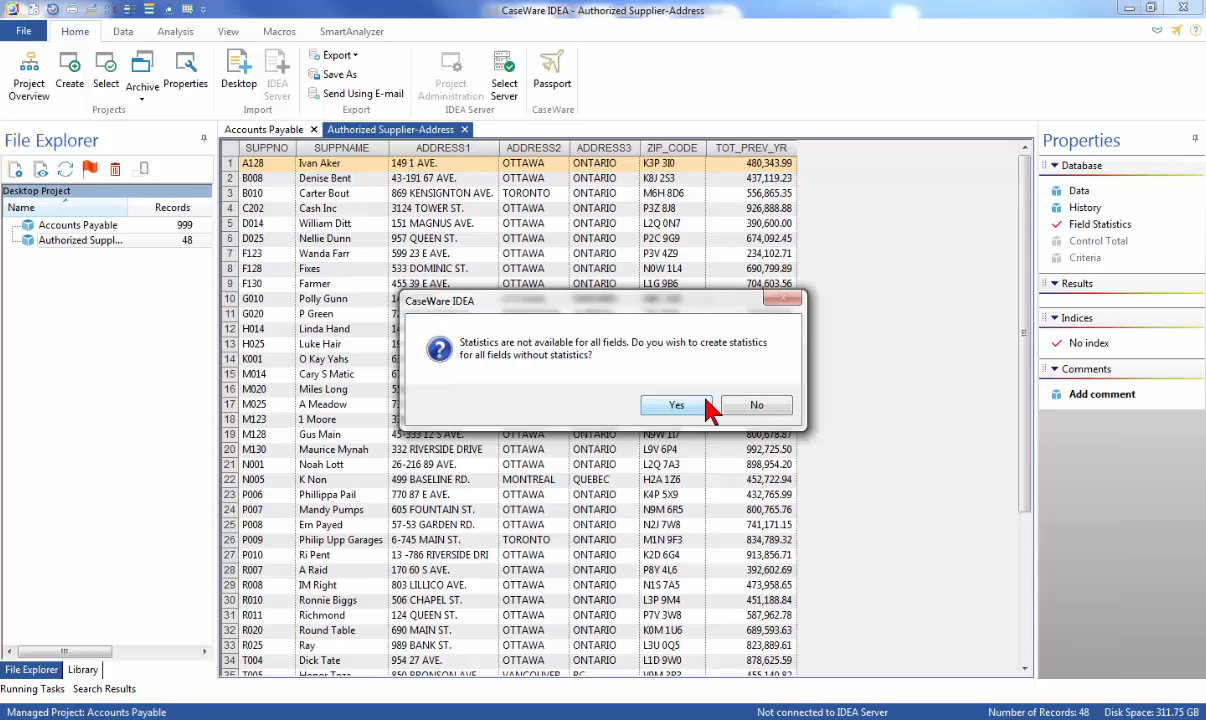 CaseWare IDEA - Authorized Supplier-Address
File Home Data Analysis View Macros SmartAnalyzer
Project Overview
Create
Select
Archive
Properties
Projects
Desktop
IDEA Server
Import
Export
Save As
Send Using E-mail
Export
Project Administration
Select Server
IDEA Server
Passport
CaseWare
File Explorer
Desktop Project
Name Records
Accounts Payable 999
Authorized Suppl... 48
File Explorer Library
Running Tasks Search Results
Accounts Payable Authorized Supplier-Address
SUPPNO SUPPNAME ADDRESS1 ADDRESS2 ADDRESS3 ZIP_CODE TOT_PREV_YR
1 A128 Ivan Aker 149 1 AVE. OTTAWA ONTARIO K3P 3I0 480,343.99
2 B008 Denise Bent 43-191 67 AVE. OTTAWA ONTARIO K8J 2S3 437,119.23
3 B010 Carter Bout 869 KENSIGNTON AVE. TORONTO ONTARIO M6H 8D6 556,865.35
4 C202 Cash Inc 3124 TOWER ST. OTTAWA ONTARIO P3Z 8J8 926,888.88
5 D014 William Ditt 151 MAGNUS AVE. OTTAWA ONTARIO L2Q 0N7 390,600.00
6 D025 Nellie Dunn 957 QUEEN ST. OTTAWA ONTARIO P2C 9G9 674,092.45
7 F123 Wanda Farr 599 23 E AVE. OTTAWA ONTARIO P3V 4Z9 234,102.71
8 F128 Fixes 533 DOMINIC ST. OTTAWA ONTARIO N0W 1L4 690,799.89
9 F130 Farmer 455 39 E AVE. OTTAWA ONTARIO L1G 9B6 704,603.56
10 G010 Polly Gunn
11 G020 P Green
12 H014 Linda Hand
13 H025 Luke Hair
14 K001 O Kay Yahs
15 M014 Cary S Matic
16 M020 Miles Long
17 M025 A Meadow
18 M123 1 Moore
19 M128 Gus Main 45-333 12 S AVE. OTTAWA ONTARIO N9W 1I7 800,678.87
20 M130 Maurice Mynah 332 RIVERSIDE DRIVE OTTAWA ONTARIO L9V 6P4 992,725.50
21 N001 Noah Lott 26-216 89 AVE. OTTAWA ONTARIO L2Q 7A3 898,954.20
22 N005 K Non 499 BASELINE RD. MONTREAL QUEBEC H2A 1Z6 452,722.94
23 P006 Phillippa Pail 770 87 E AVE. OTTAWA ONTARIO K4P 5X9 432,765.99
24 P007 Mandy Pumps 605 FOUNTAIN ST. OTTAWA ONTARIO N9M 6R5 800,765.76
25 P008 Ern Payed 57-53 GARDEN RD. OTTAWA ONTARIO N2J 7W8 741,171.15
26 P009 Philip Upp Garages 6-745 MAIN ST. TORONTO ONTARIO M1N 9F3 834,789.32
27 P010 Ri Pent 13 -786 RIVERSIDE DRI OTTAWA ONTARIO K2D 6G4 913,856.71
28 R007 A Raid 170 60 S AVE. OTTAWA ONTARIO P8Y 4L6 392,602.69
29 R008 IM Right 803 LILLICO AVE. OTTAWA ONTARIO N1S 7A5 473,958.65
30 R010 Ronnie Biggs 506 CHAPEL ST. OTTAWA ONTARIO L3P 9M4 451,188.84
31 R011 Richmond 124 QUEEN ST. OTTAWA ONTARIO P7V 3W8 587,962.78
32 R020 Round Table 690 MAIN ST. OTTAWA ONTARIO K0M 1U6 689,593.63
33 R025 Ray 989 BANK ST. OTTAWA ONTARIO L3U 0C5 823,889.61
34 T004 Dick Tate 954 27 AVE. OTTAWA ONTARIO L1D 9W0 878,625.59
CaseWare IDEA
Statistics are not available for all fields. Do you wish to create statistics
for all fields without statistics?
Yes No
Properties
Database
Data
History
Field Statistics
Control Total
Criteria
Results
Indices
No index
Comments
Add comment
Managed Project: Accounts Payable Not connected to IDEA Server Number of Records: 48 Disk Space: 311.75 GB